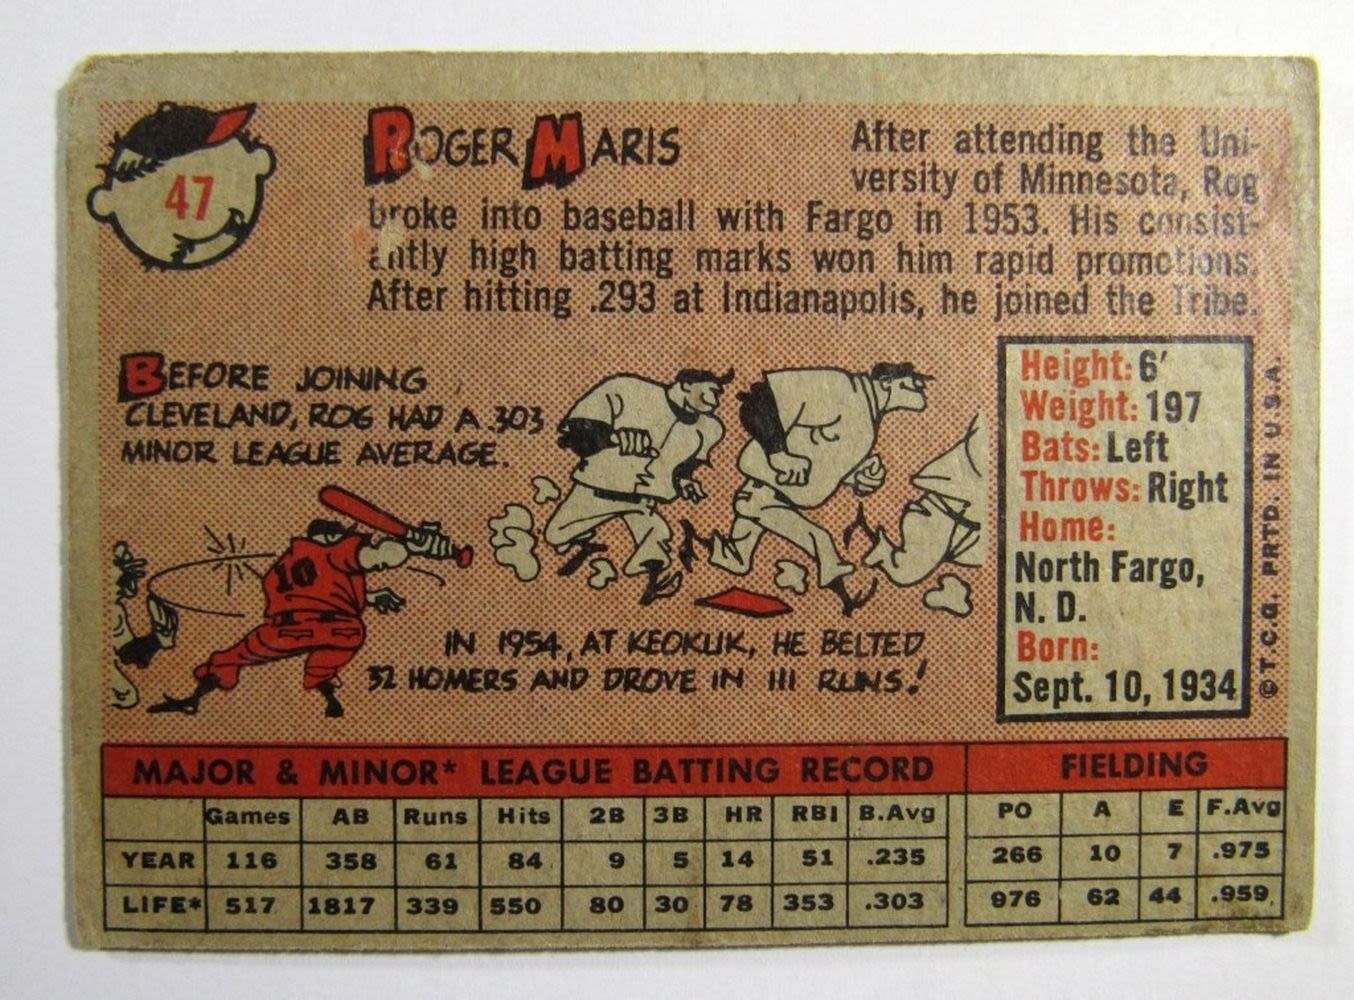 47
ROGER MARIS
After attending the Uni-
versity of Minnesota, Rog
broke into baseball with Fargo in 1953. His consist-
antly high batting marks won him rapid promotions.
After hitting .293 at Indianapolis, he joined the Tribe.
BEFORE JOINING
CLEVELAND, ROG HAD A .303
MINOR LEAGUE AVERAGE.
10
IN 1954, AT KEOKUK, HE BELTED
32 HOMERS AND DROVE IN 111 RUNS!
Height: 6'
Weight: 197
Bats: Left
Throws: Right
Home:
North Fargo,
N. D.
Born:
Sept. 10, 1934
© T.C.G. PRTD. IN U.S.A.
MAJOR & MINOR* LEAGUE BATTING RECORD FIELDING
Games AB Runs Hits 2B 3B HR RBI B.Avg PO A E F.Avg
YEAR 116 358 61 84 9 5 14 51 .235 266 10 7 .975
LIFE* 517 1817 339 550 80 30 78 353 .303 976 62 44 .959